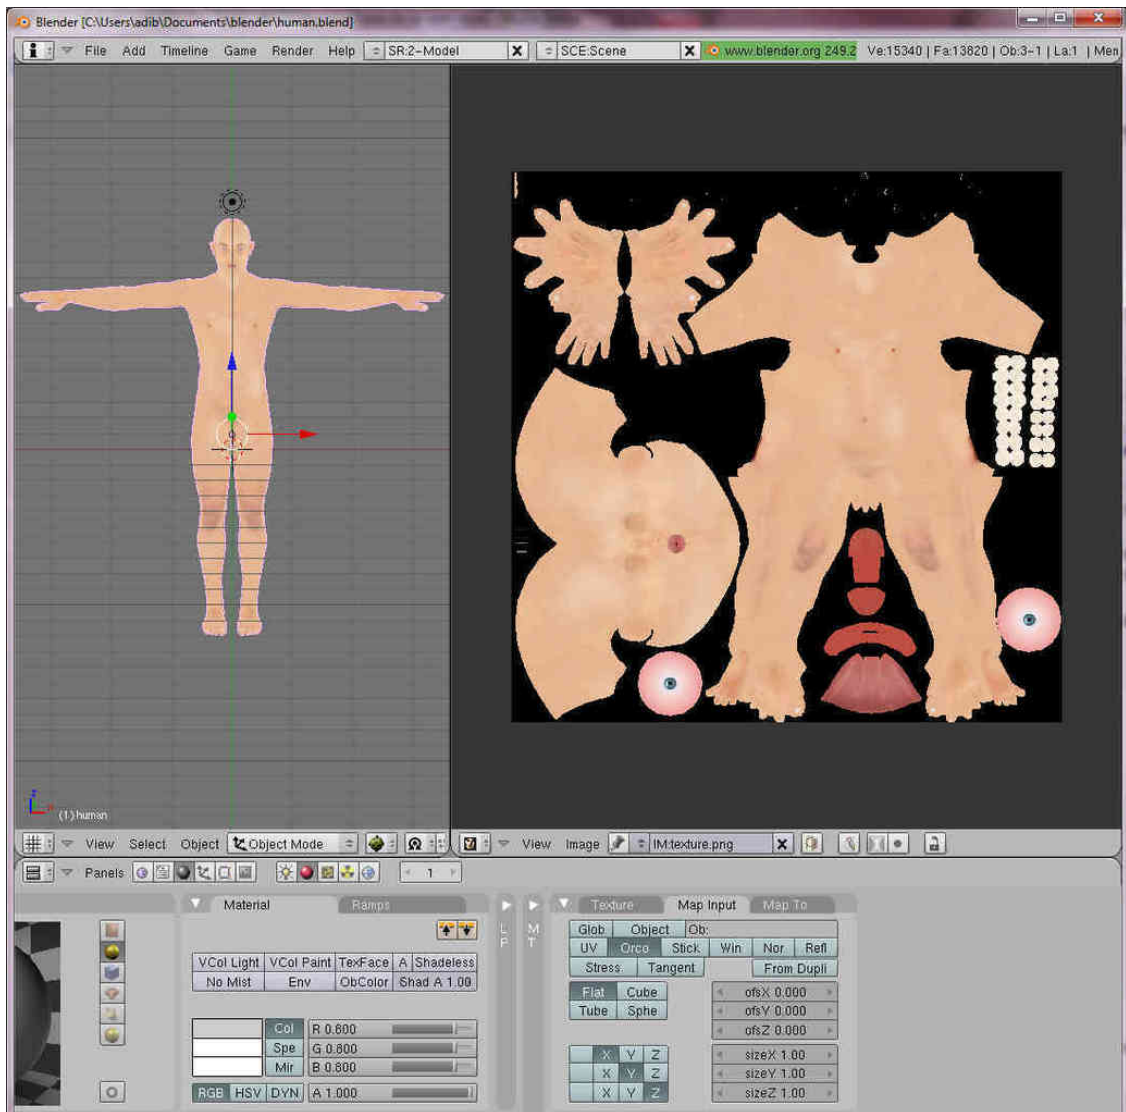 Blender [C:\Users\adib\Documents\blender\human.blend]
File Add Timeline Game Render Help SR:2-Model X SCE:Scene X www.blender.org 249.2 Ve:15340 | Fa:13820 | Ob:3-1 | La:1 | Mem
(1) human
View Select Object Object Mode
View Image IM:texture.png X
Panels 1
Material Ramps
L P
M T
Texture Map Input Map To
VCol Light VCol Paint TexFace A Shadeless
No Mist Env ObColor Shad A 1.00
Col R 0.800
Spe G 0.800
Mir B 0.800
RGB HSV DYN A 1.000
Glob Object Ob:
UV Orco Stick Win Nor Refl
Stress Tangent From Dupli
Flat Cube ofsX 0.000
Tube Sphe ofsY 0.000
ofsZ 0.000
X Y Z sizeX 1.00
X Y Z sizeY 1.00
X Y Z sizeZ 1.00